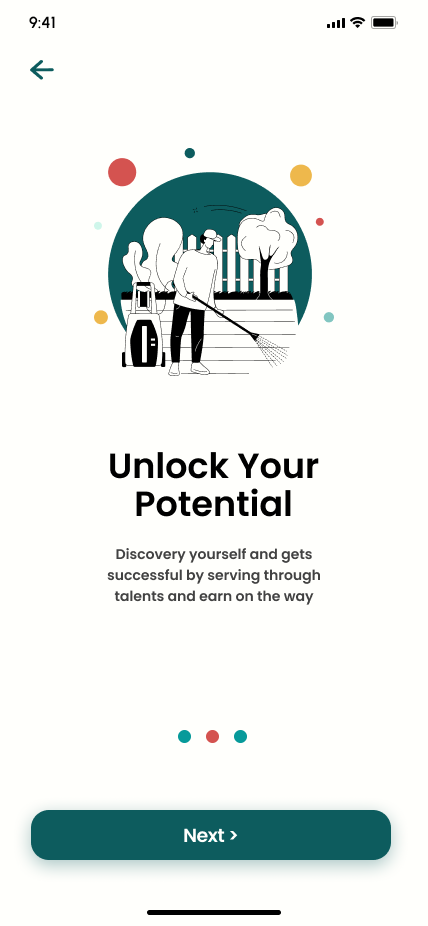 9:41
Unlock Your
Potential
Discovery yourself and gets
successful by serving through
talents and earn on the way
Next >